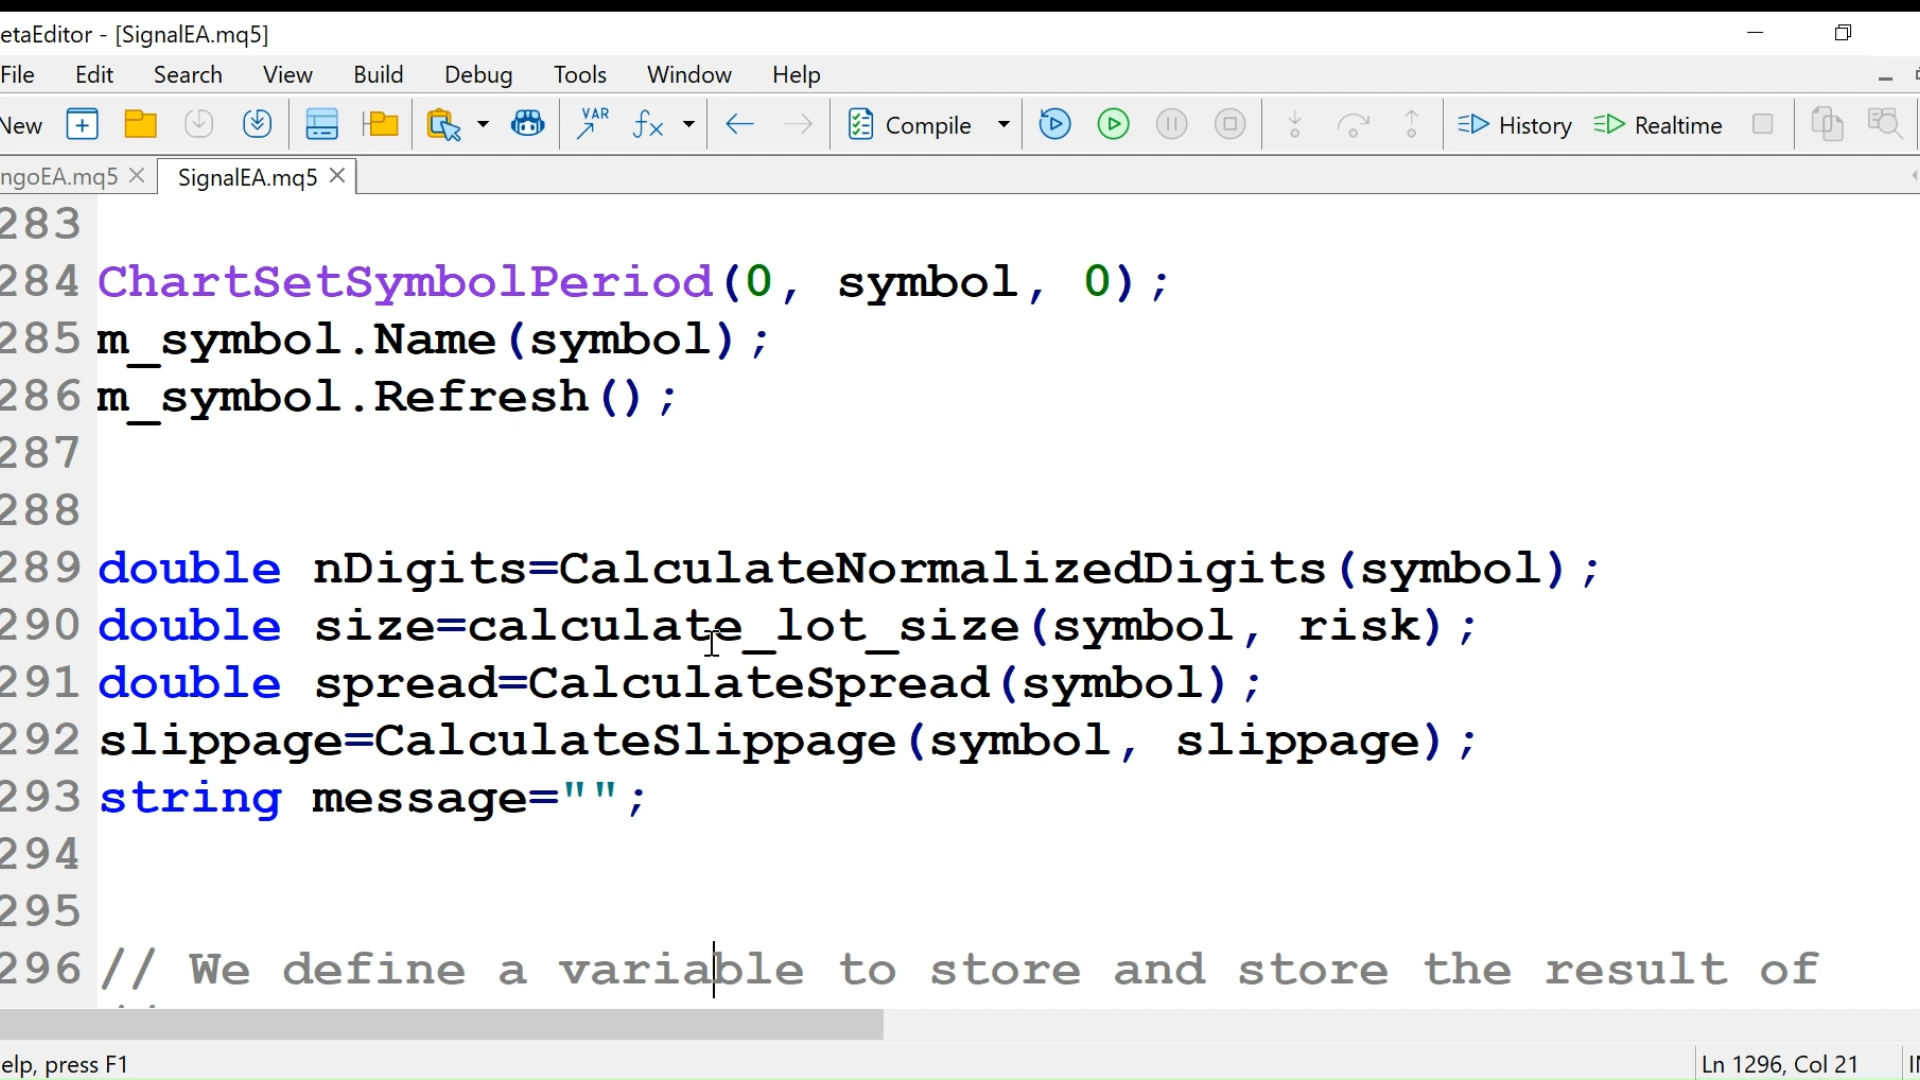 etaEditor - [SignalEA.mq5]
File Edit Search View Build Debug Tools Window Help
New VAR Compile History Realtime
ngoEA.mq5 SignalEA.mq5
283
284 ChartSetSymbolPeriod(0, symbol, 0);
285 m_symbol.Name(symbol);
286 m_symbol.Refresh();
287
288
289 double nDigits=CalculateNormalizedDigits(symbol);
290 double size=calculate_lot_size(symbol, risk);
291 double spread=CalculateSpread(symbol);
292 slippage=CalculateSlippage(symbol, slippage);
293 string message="";
294
295
296 // We define a variable to store and store the result of
elp, press F1 Ln 1296, Col 21